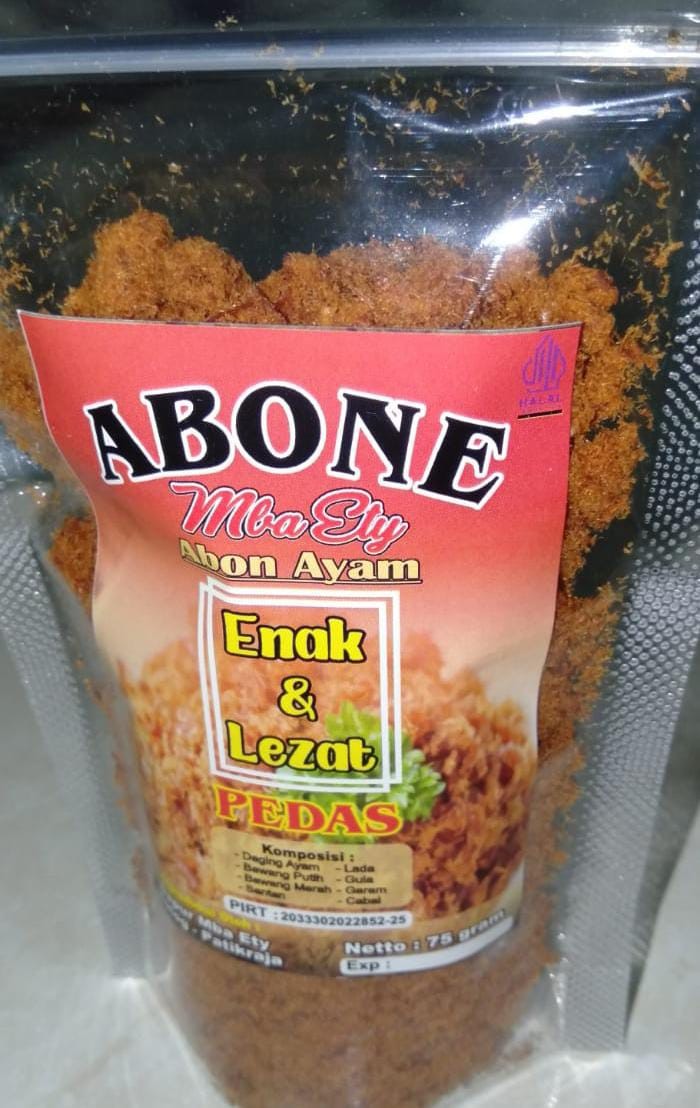 HALAL
ABONE
Mba Ety
Abon Ayam
Enak
&
Lezat
PEDAS
Komposisi :
- Daging Ayam - Lada
- Bawang Putih - Gula
- Bawang Merah - Garam
- Santan - Cabai
PIRT : 2033302022852-25
Mba Ety
- Patikraja
Netto : 75 gram
Exp :